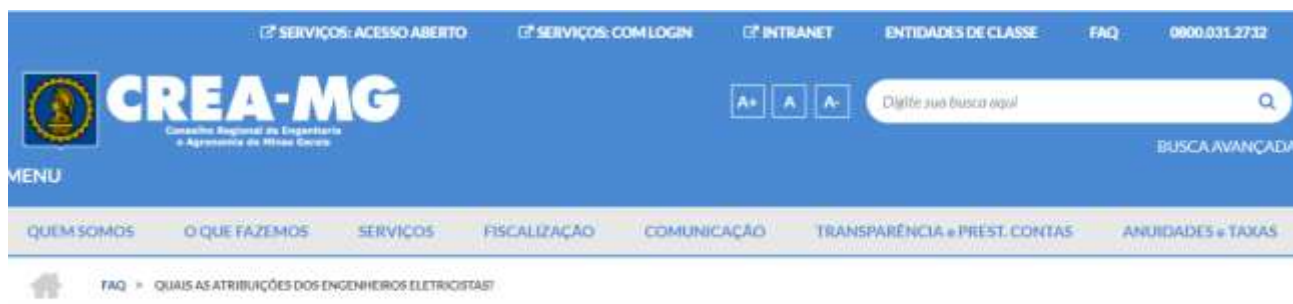 SERVIÇOS: ACESSO ABERTO SERVIÇOS: COM LOGIN INTRANET ENTIDADES DE CLASSE FAQ 0800.031.2732
CREA-MG
Conselho Regional de Engenharia
e Agronomia de Minas Gerais
A+ A A-
Digite sua busca aqui
BUSCA AVANÇADA
MENU
QUEM SOMOS O QUE FAZEMOS SERVIÇOS FISCALIZAÇÃO COMUNICAÇÃO TRANSPARÊNCIA e PREST. CONTAS ANUIDADES e TAXAS
FAQ > QUAIS AS ATRIBUIÇÕES DOS ENGENHEIROS ELETRICISTAS?